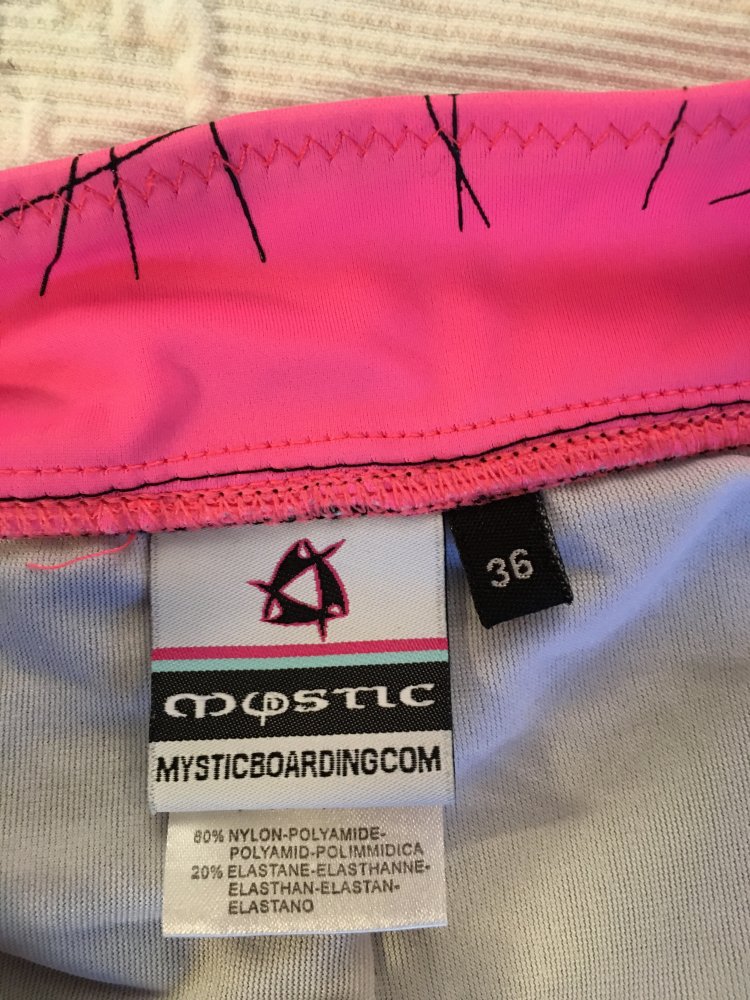 36
mystic
MYSTICBOARDINGCOM
80% NYLON-POLYAMIDE-
POLYAMID-POLIMMIDICA
20% ELASTANE-ELASTHANNE-
ELASTHAN-ELASTAN-
ELASTANO